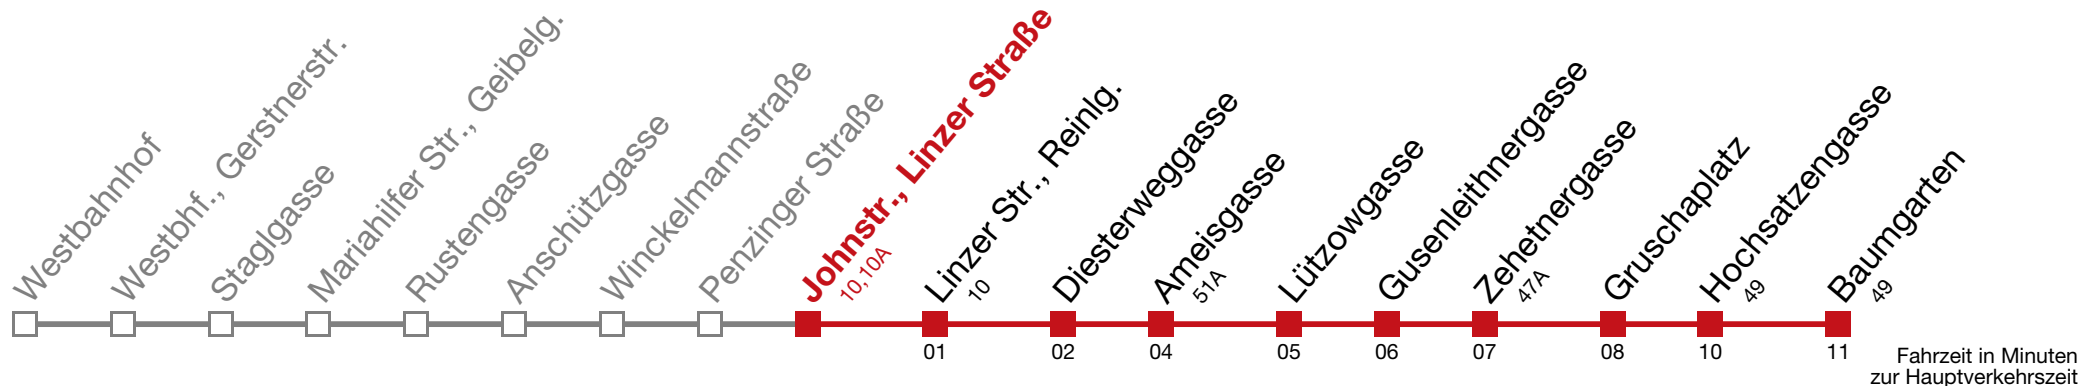 Westbahnhof
Westbhf., Gerstnerstr.
Staglgasse
Mariahilfer Str., Geibelg.
Rustengasse
Anschützgasse
Winckelmannstraße
Penzinger Straße
Johnstr., Linzer Straße
10, 10A
Linzer Str., Reinlg.
10
Diesterweggasse
Ameisgasse
51A
Lützowgasse
Gusenleithnergasse
Zehetnergasse
47A
Gruschaplatz
Hochsatzengasse
49
Baumgarten
49
01 02 04 05 06 07 08 10 11
Fahrzeit in Minuten
zur Hauptverkehrszeit